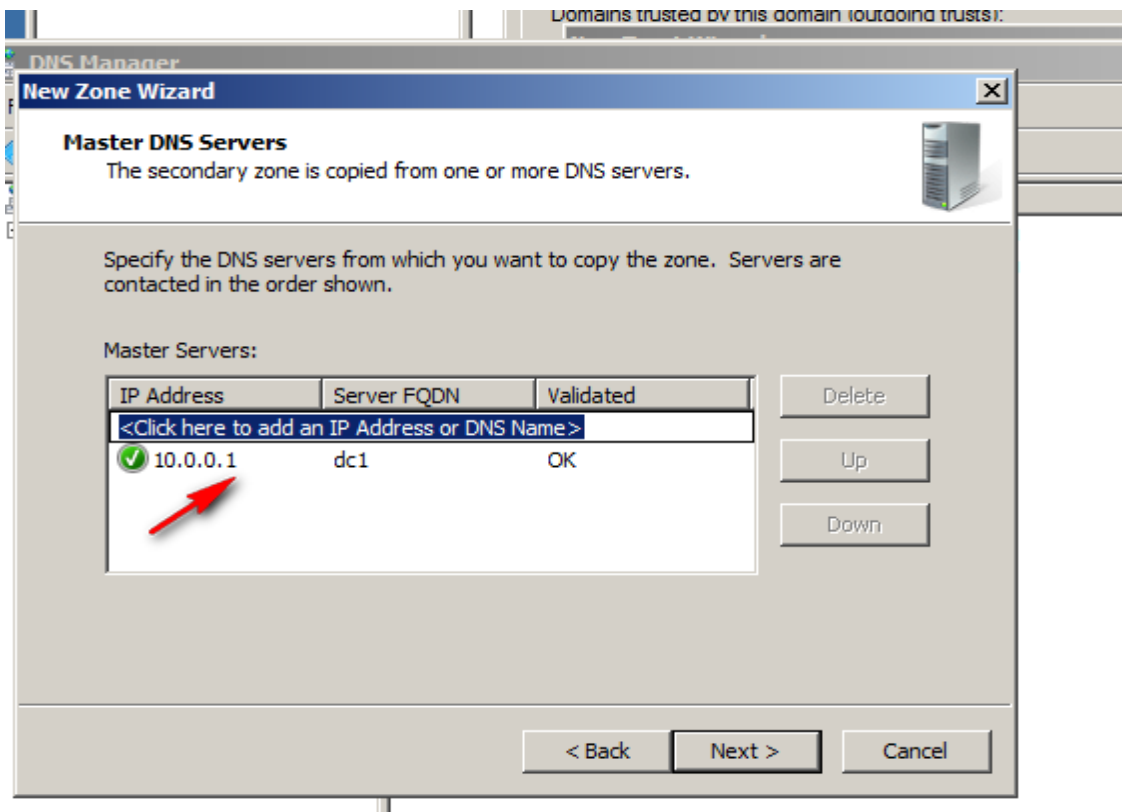 Domains trusted by this domain (outgoing trusts):
DNS Manager
New Zone Wizard
Master DNS Servers
The secondary zone is copied from one or more DNS servers.
Specify the DNS servers from which you want to copy the zone.  Servers are
contacted in the order shown.
Master Servers:
IP Address Server FQDN Validated Delete
<Click here to add an IP Address or DNS Name>
10.0.0.1 dc1 OK Up
Down
< Back Next > Cancel